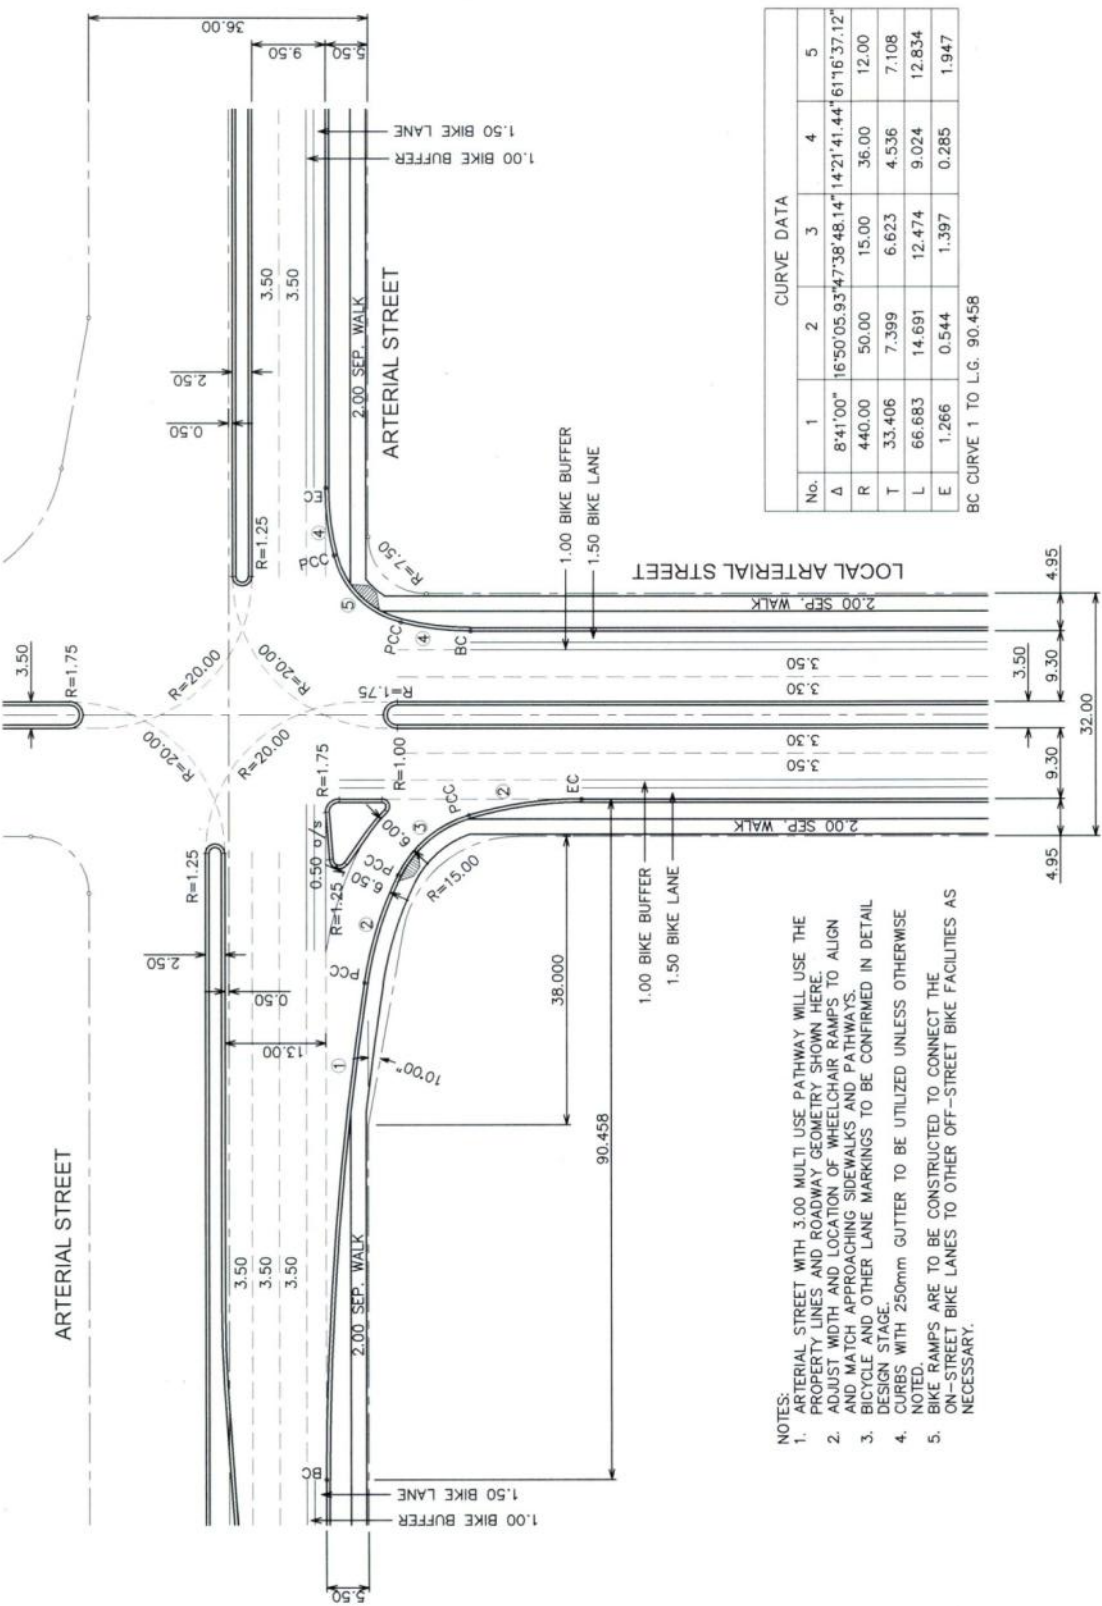 ARTERIAL STREET
36.00
9.50
5.50
1.50 BIKE LANE
1.00 BIKE BUFFER
3.50
3.50
2.50
0.50
2.00 SEP. WALK
ARTERIAL STREET
EC
4
PCC
R=1.25
R=7.50
5
PCC
4
BC
1.00 BIKE BUFFER
1.50 BIKE LANE
LOCAL ARTERIAL STREET
2.00 SEP. WALK
3.50
R=1.75
R=20.00
R=20.00
R=20.00
R=20.00
R=1.75
3.50
3.30
3.30
3.50
4.95
9.30
3.50
9.30
4.95
32.00
R=1.75
R=1.00
0.50 o/s
R=1.25
6.00
6.50
R=1.25
PCC
3
PCC
2
EC
2.00 SEP. WALK
R=15.00
2
PCC
1
10'00"
2.50
0.50
13.00
38.000
90.458
1.00 BIKE BUFFER
1.50 BIKE LANE
3.50
3.50
3.50
2.00 SEP. WALK
BC
1.50 BIKE LANE
1.00 BIKE BUFFER
5.50
CURVE DATA
No. 1 2 3 4 5
Δ 8°41'00" 16°50'05.93" 47°38'48.14" 14°21'41.44" 61°16'37.12"
R 440.00 50.00 15.00 36.00 12.00
T 33.406 7.399 6.623 4.536 7.108
L 66.683 14.691 12.474 9.024 12.834
E 1.266 0.544 1.397 0.285 1.947
BC CURVE 1 TO L.G. 90.458
NOTES:
1. ARTERIAL STREET WITH 3.00 MULTI USE PATHWAY WILL USE THE
PROPERTY LINES AND ROADWAY GEOMETRY SHOWN HERE.
2. ADJUST WIDTH AND LOCATION OF WHEELCHAIR RAMPS TO ALIGN
AND MATCH APPROACHING SIDEWALKS AND PATHWAYS.
3. BICYCLE AND OTHER LANE MARKINGS TO BE CONFIRMED IN DETAIL
DESIGN STAGE.
4. CURBS WITH 250mm GUTTER TO BE UTILIZED UNLESS OTHERWISE
NOTED.
5. BIKE RAMPS ARE TO BE CONSTRUCTED TO CONNECT THE
ON-STREET BIKE LANES TO OTHER OFF-STREET BIKE FACILITIES AS
NECESSARY.